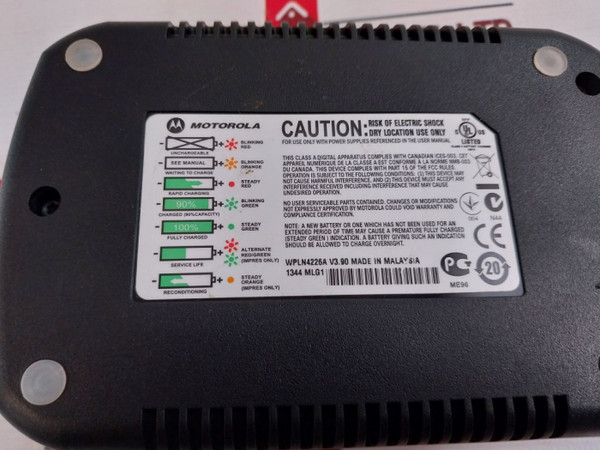 MOTOROLA
- + BLINKING RED
UNCHARGEABLE
SEE MANUAL + BLINKING ORANGE
WAITING TO CHARGE
- + STEADY RED
RAPID CHARGING
90% + BLINKING GREEN
CHARGED (90%CAPACITY)
100% + STEADY GREEN
FULLY CHARGED
- + ALTERNATE RED/GREEN (IMPRES ONLY)
SERVICE LIFE
- + STEADY ORANGE (IMPRES ONLY)
RECONDITIONING
CAUTION: RISK OF ELECTRIC SHOCK
DRY LOCATION USE ONLY
FOR USE ONLY WITH POWER SUPPLIES REFERENCED IN THE USER MANUAL
UL US
LISTED
THIS CLASS A DIGITAL APPARATUS COMPLIES WITH CANADIAN ICES-003. CET
APPAREIL NUMÉRIQUE DE LA CLASSE A EST CONFORME À LA NORME NMB-003
DU CANADA. THIS DEVICE COMPLIES WITH PART 15 OF THE FCC RULES.
OPERATION IS SUBJECT TO THE FOLLOWING CONDITIONS: (1) THIS DEVICE MAY
NOT CAUSE HARMFUL INTERFERENCE, AND (2) THIS DEVICE MUST ACCEPT ANY
INTERFERENCE RECEIVED INCLUDING INTERFERENCE THAT MAY CAUSE
UNDESIRED OPERATION.
NO USER SERVICEABLE PARTS CONTAINED. CHANGES OR MODIFICATIONS
NOT EXPRESSLY APPROVED BY MOTOROLA COULD VOID WARRANTY AND
COMPLIANCE CERTIFICATION.
NOTE: A NEW BATTERY OR ONE WHICH HAS NOT BEEN USED FOR AN
EXTENDED PERIOD OF TIME MAY CAUSE A PREMATURE FULLY CHARGED
(STEADY GREEN) INDICATION. A BATTERY GIVING SUCH AN INDICATION
SHOULD BE ALLOWED TO CHARGE OVERNIGHT.
N44
CE
WPLN4226A V3.90 MADE IN MALAYSIA
1344 MLG1
20
ME96
LTD